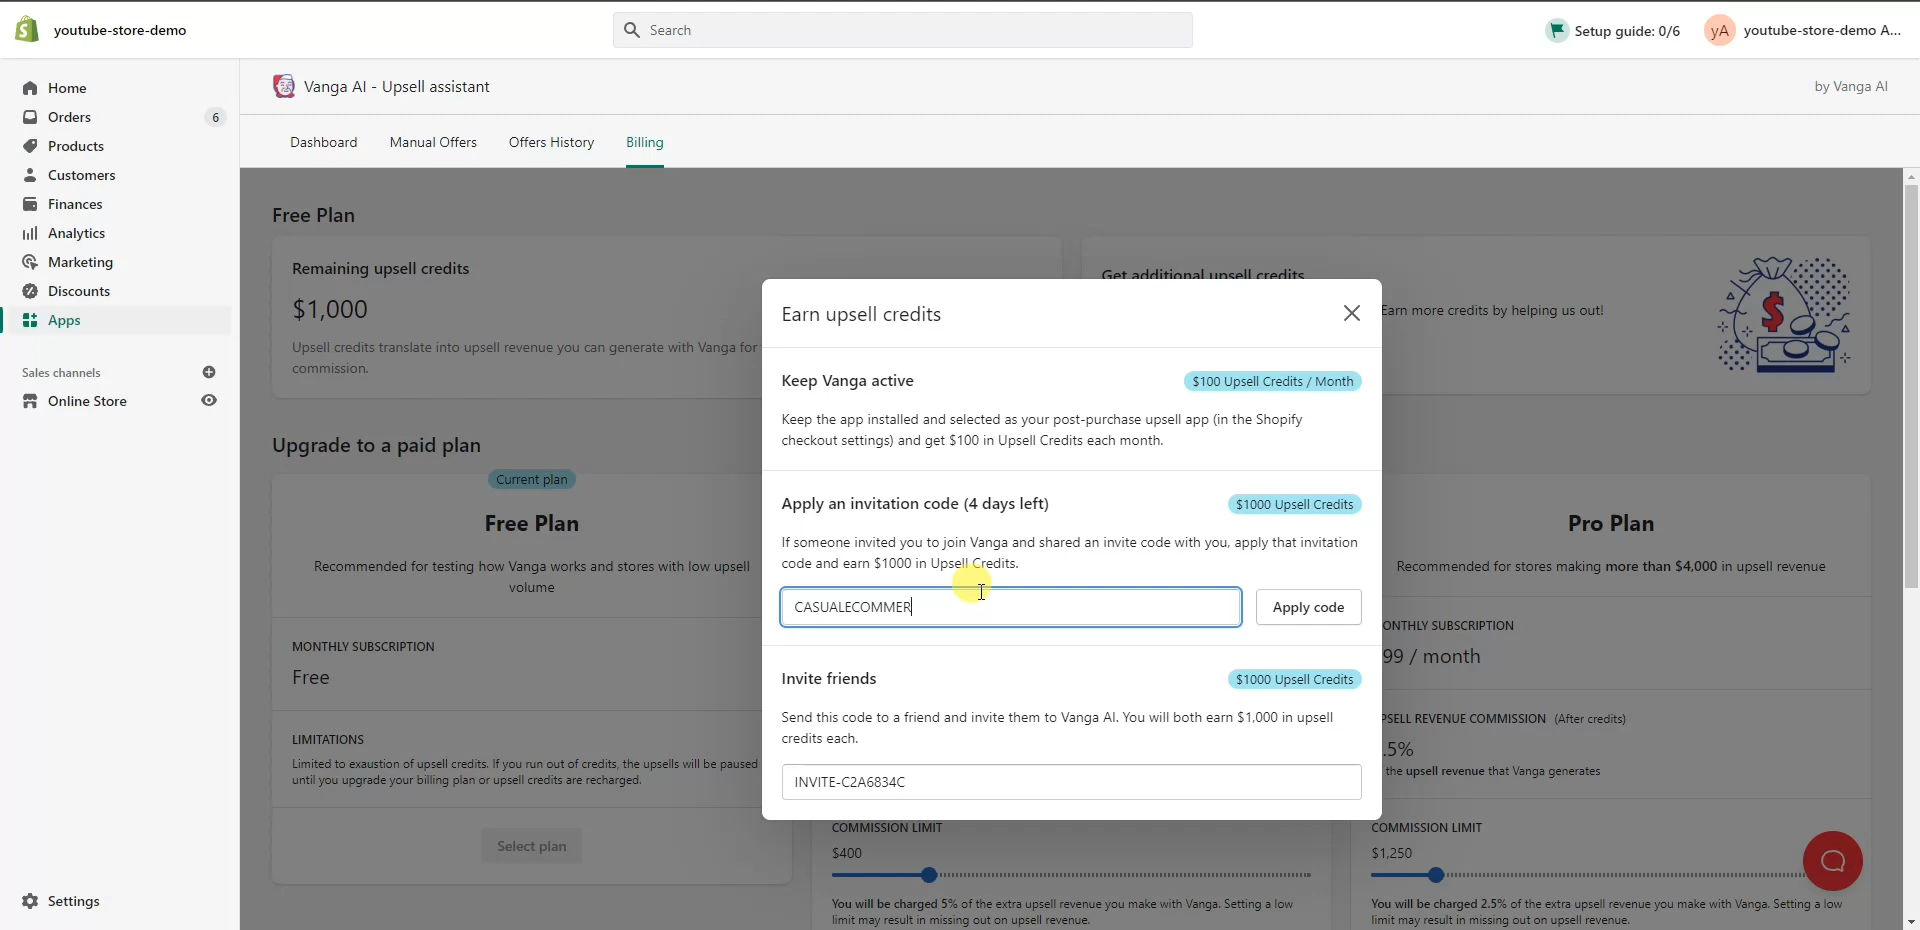 youtube-store-demo
Search
Setup guide: 0/6
yA
youtube-store-demo A...
Home
Orders
6
Products
Customers
Finances
Analytics
Marketing
Discounts
Apps
Sales channels
Online Store
Settings
Vanga AI - Upsell assistant
by Vanga AI
Dashboard
Manual Offers
Offers History
Billing
Free Plan
Remaining upsell credits
$1,000
Upsell credits translate into upsell revenue you can generate with Vanga for
commission.
Get additional upsell credits
Earn more credits by helping us out!
Upgrade to a paid plan
Current plan
Free Plan
Recommended for testing how Vanga works and stores with low upsell
volume
MONTHLY SUBSCRIPTION
Free
LIMITATIONS
Limited to exaustion of upsell credits. If you run out of credits, the upsells will be paused
until you upgrade your billing plan or upsell credits are recharged.
Select plan
Earn upsell credits
Keep Vanga active
$100 Upsell Credits / Month
Keep the app installed and selected as your post-purchase upsell app (in the Shopify
checkout settings) and get $100 in Upsell Credits each month.
Apply an invitation code (4 days left)
$1000 Upsell Credits
If someone invited you to join Vanga and shared an invite code with you, apply that invitation
code and earn $1000 in Upsell Credits.
CASUALECOMMER
Apply code
Invite friends
$1000 Upsell Credits
Send this code to a friend and invite them to Vanga AI. You will both earn $1,000 in upsell
credits each.
INVITE-C2A6834C
COMMISSION LIMIT
$400
You will be charged 5% of the extra upsell revenue you make with Vanga. Setting a low
limit may result in missing out on upsell revenue.
Pro Plan
Recommended for stores making more than $4,000 in upsell revenue
ONTHLY SUBSCRIPTION
99 / month
PSELL REVENUE COMMISSION (After credits)
.5%
the upsell revenue that Vanga generates
COMMISSION LIMIT
$1,250
You will be charged 2.5% of the extra upsell revenue you make with Vanga. Setting a low
limit may result in missing out on upsell revenue.